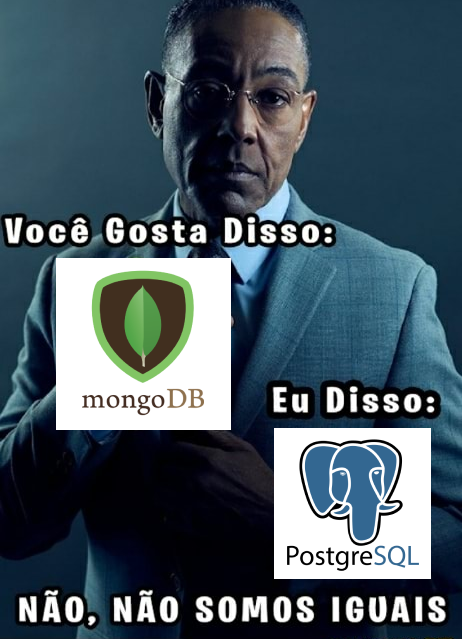 Você Gosta Disso:
mongoDB
Eu Disso:
PostgreSQL
NÃO, NÃO SOMOS IGUAIS